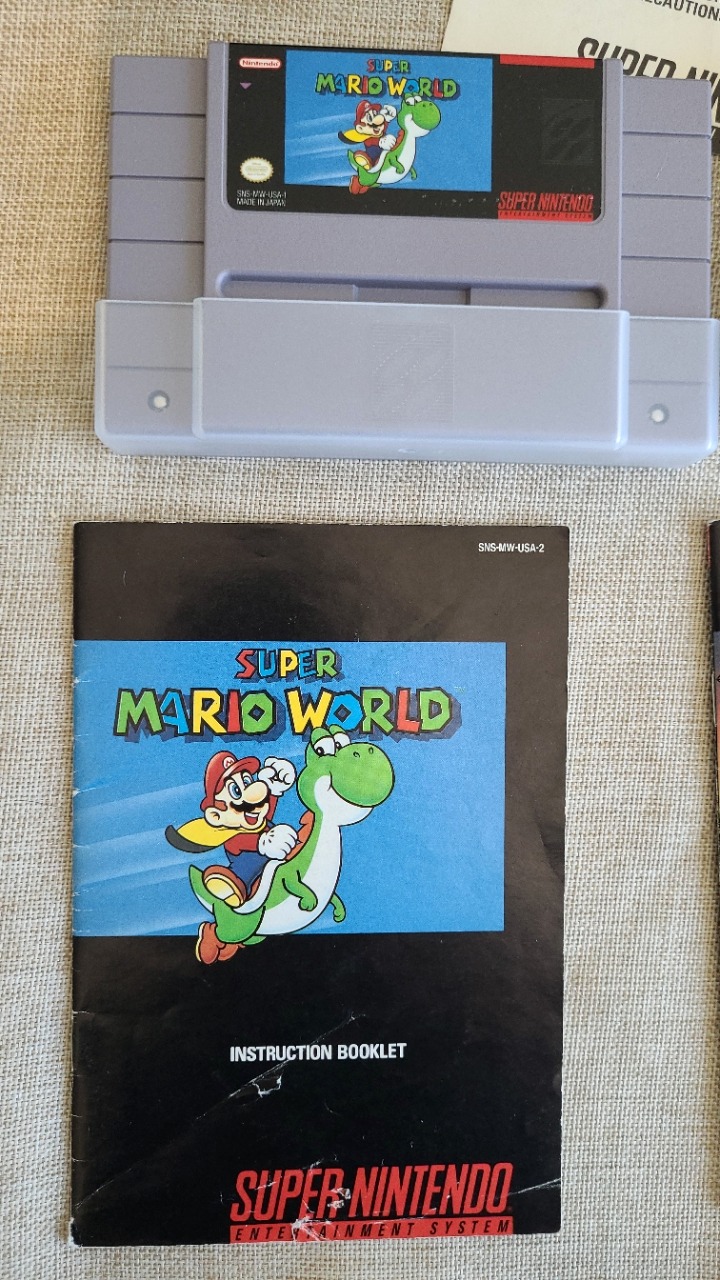 Nintendo
SUPER
MARIO WORLD
SNS-MW-USA-1
MADE IN JAPAN
SUPER NINTENDO
ENTERTAINMENT SYSTEM
SNS-MW-USA-2
SUPER
MARIO WORLD
INSTRUCTION BOOKLET
SUPER NINTENDO
ENTERTAINMENT SYSTEM